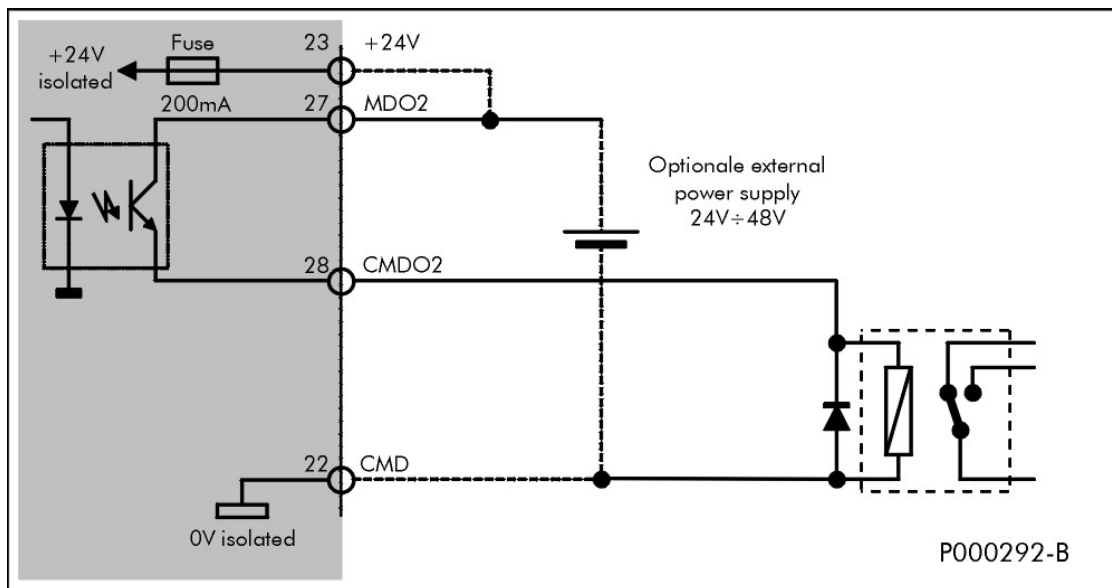 +24V
isolated
Fuse
200mA
23
+24V
27
MDO2
Optionale external
power supply
24V÷48V
28
CMDO2
22
CMD
0V isolated
P000292-B